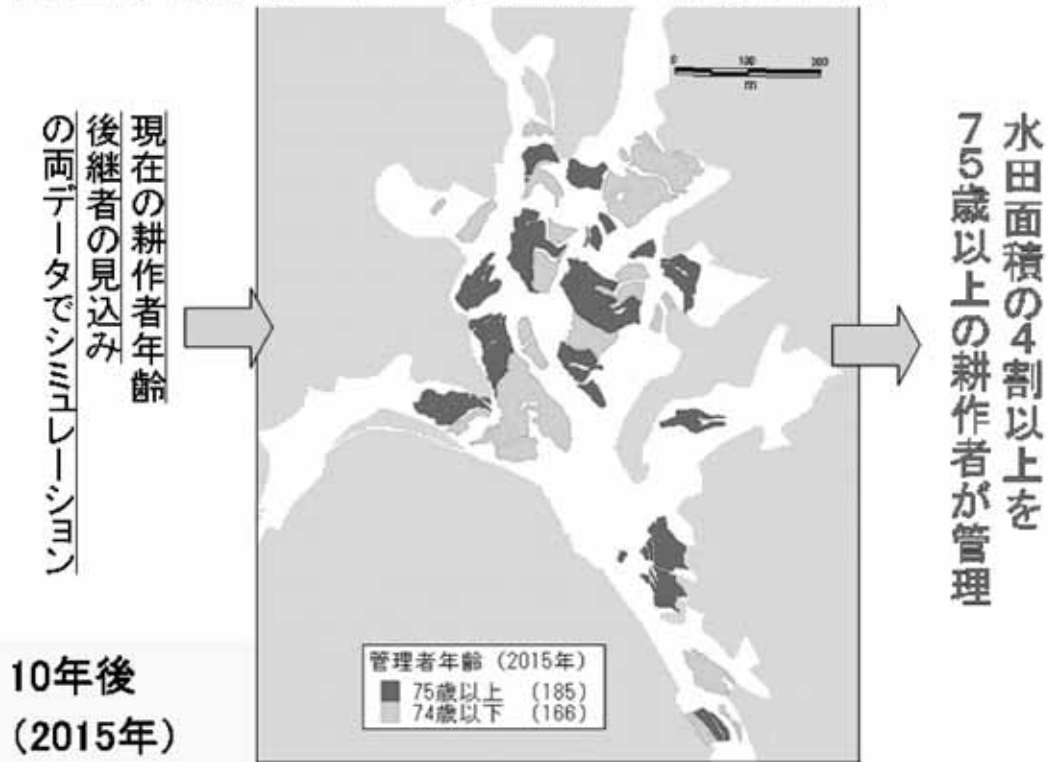 現在の耕作者年齢
後継者の見込み
の両データでシミュレーション
0 100 200
m
水田面積の4割以上を
75歳以上の耕作者が管理
管理者年齢（2015年）
75歳以上 （185）
74歳以下 （166）
10年後
（2015年）